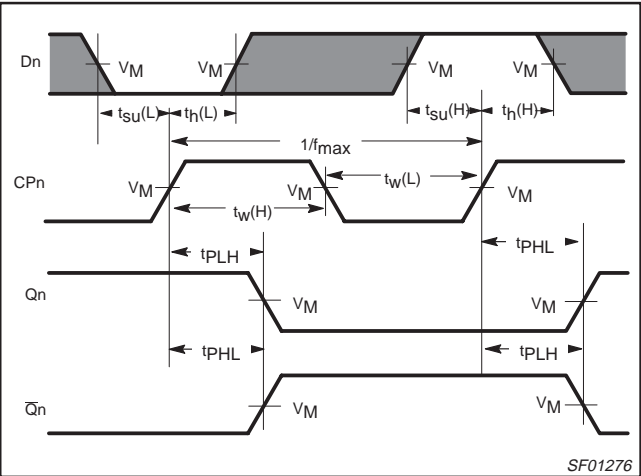 Dn
VM VM VM VM
tsu(L) th(L) tsu(H) th(H)
1/fmax
CPn
VM VM tw(L) VM
tw(H)
tPLH tPHL
Qn
VM VM
tPHL tPLH
Q̅n
VM VM
SF01276